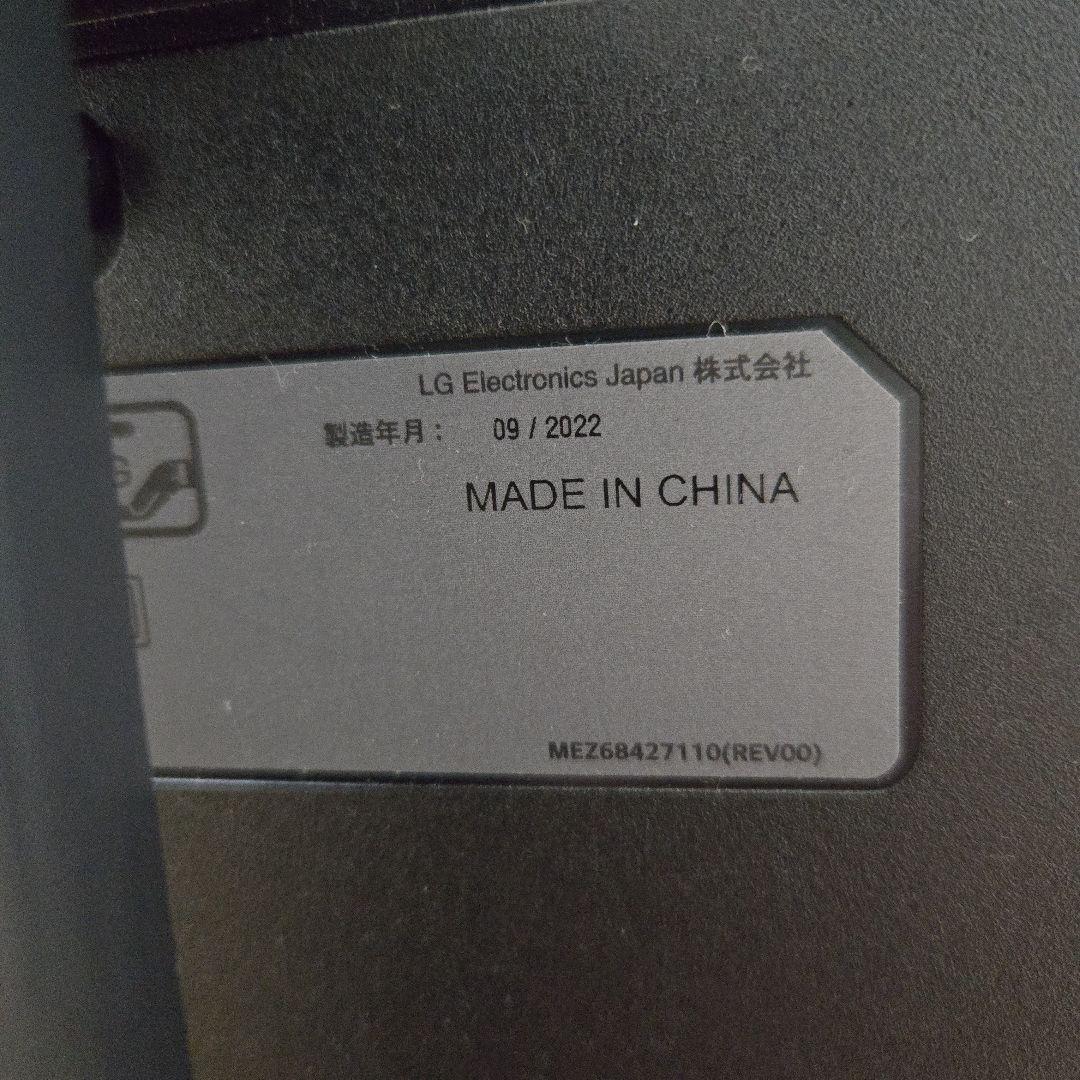 LG Electronics Japan 株式会社
製造年月： 09 / 2022
MADE IN CHINA
MEZ68427110(REV00)